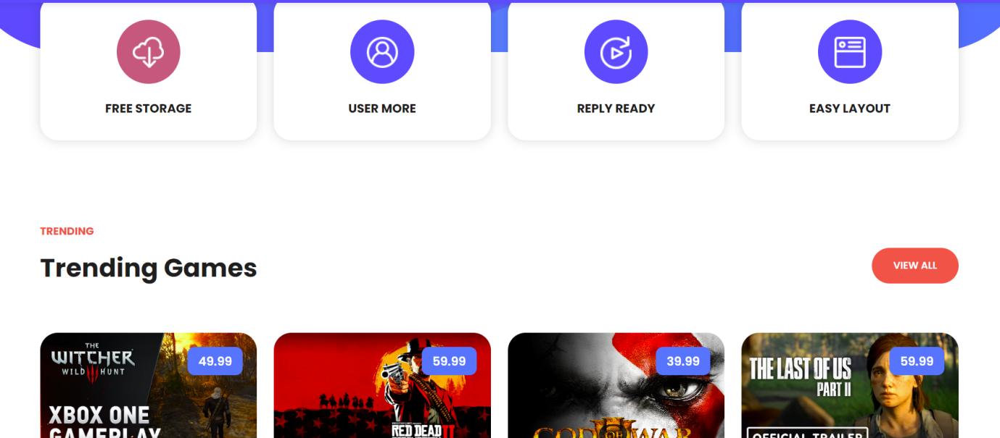 FREE STORAGE
USER MORE
REPLY READY
EASY LAYOUT
TRENDING
Trending Games
VIEW ALL
THE
WITCHER
WILD HUNT
49.99
XBOX ONE
GAMEPLAY
59.99
RED DEAD
39.99
GOD OF WAR
III
THE LAST OF US
PART II
59.99
OFFICIAL TRAILER